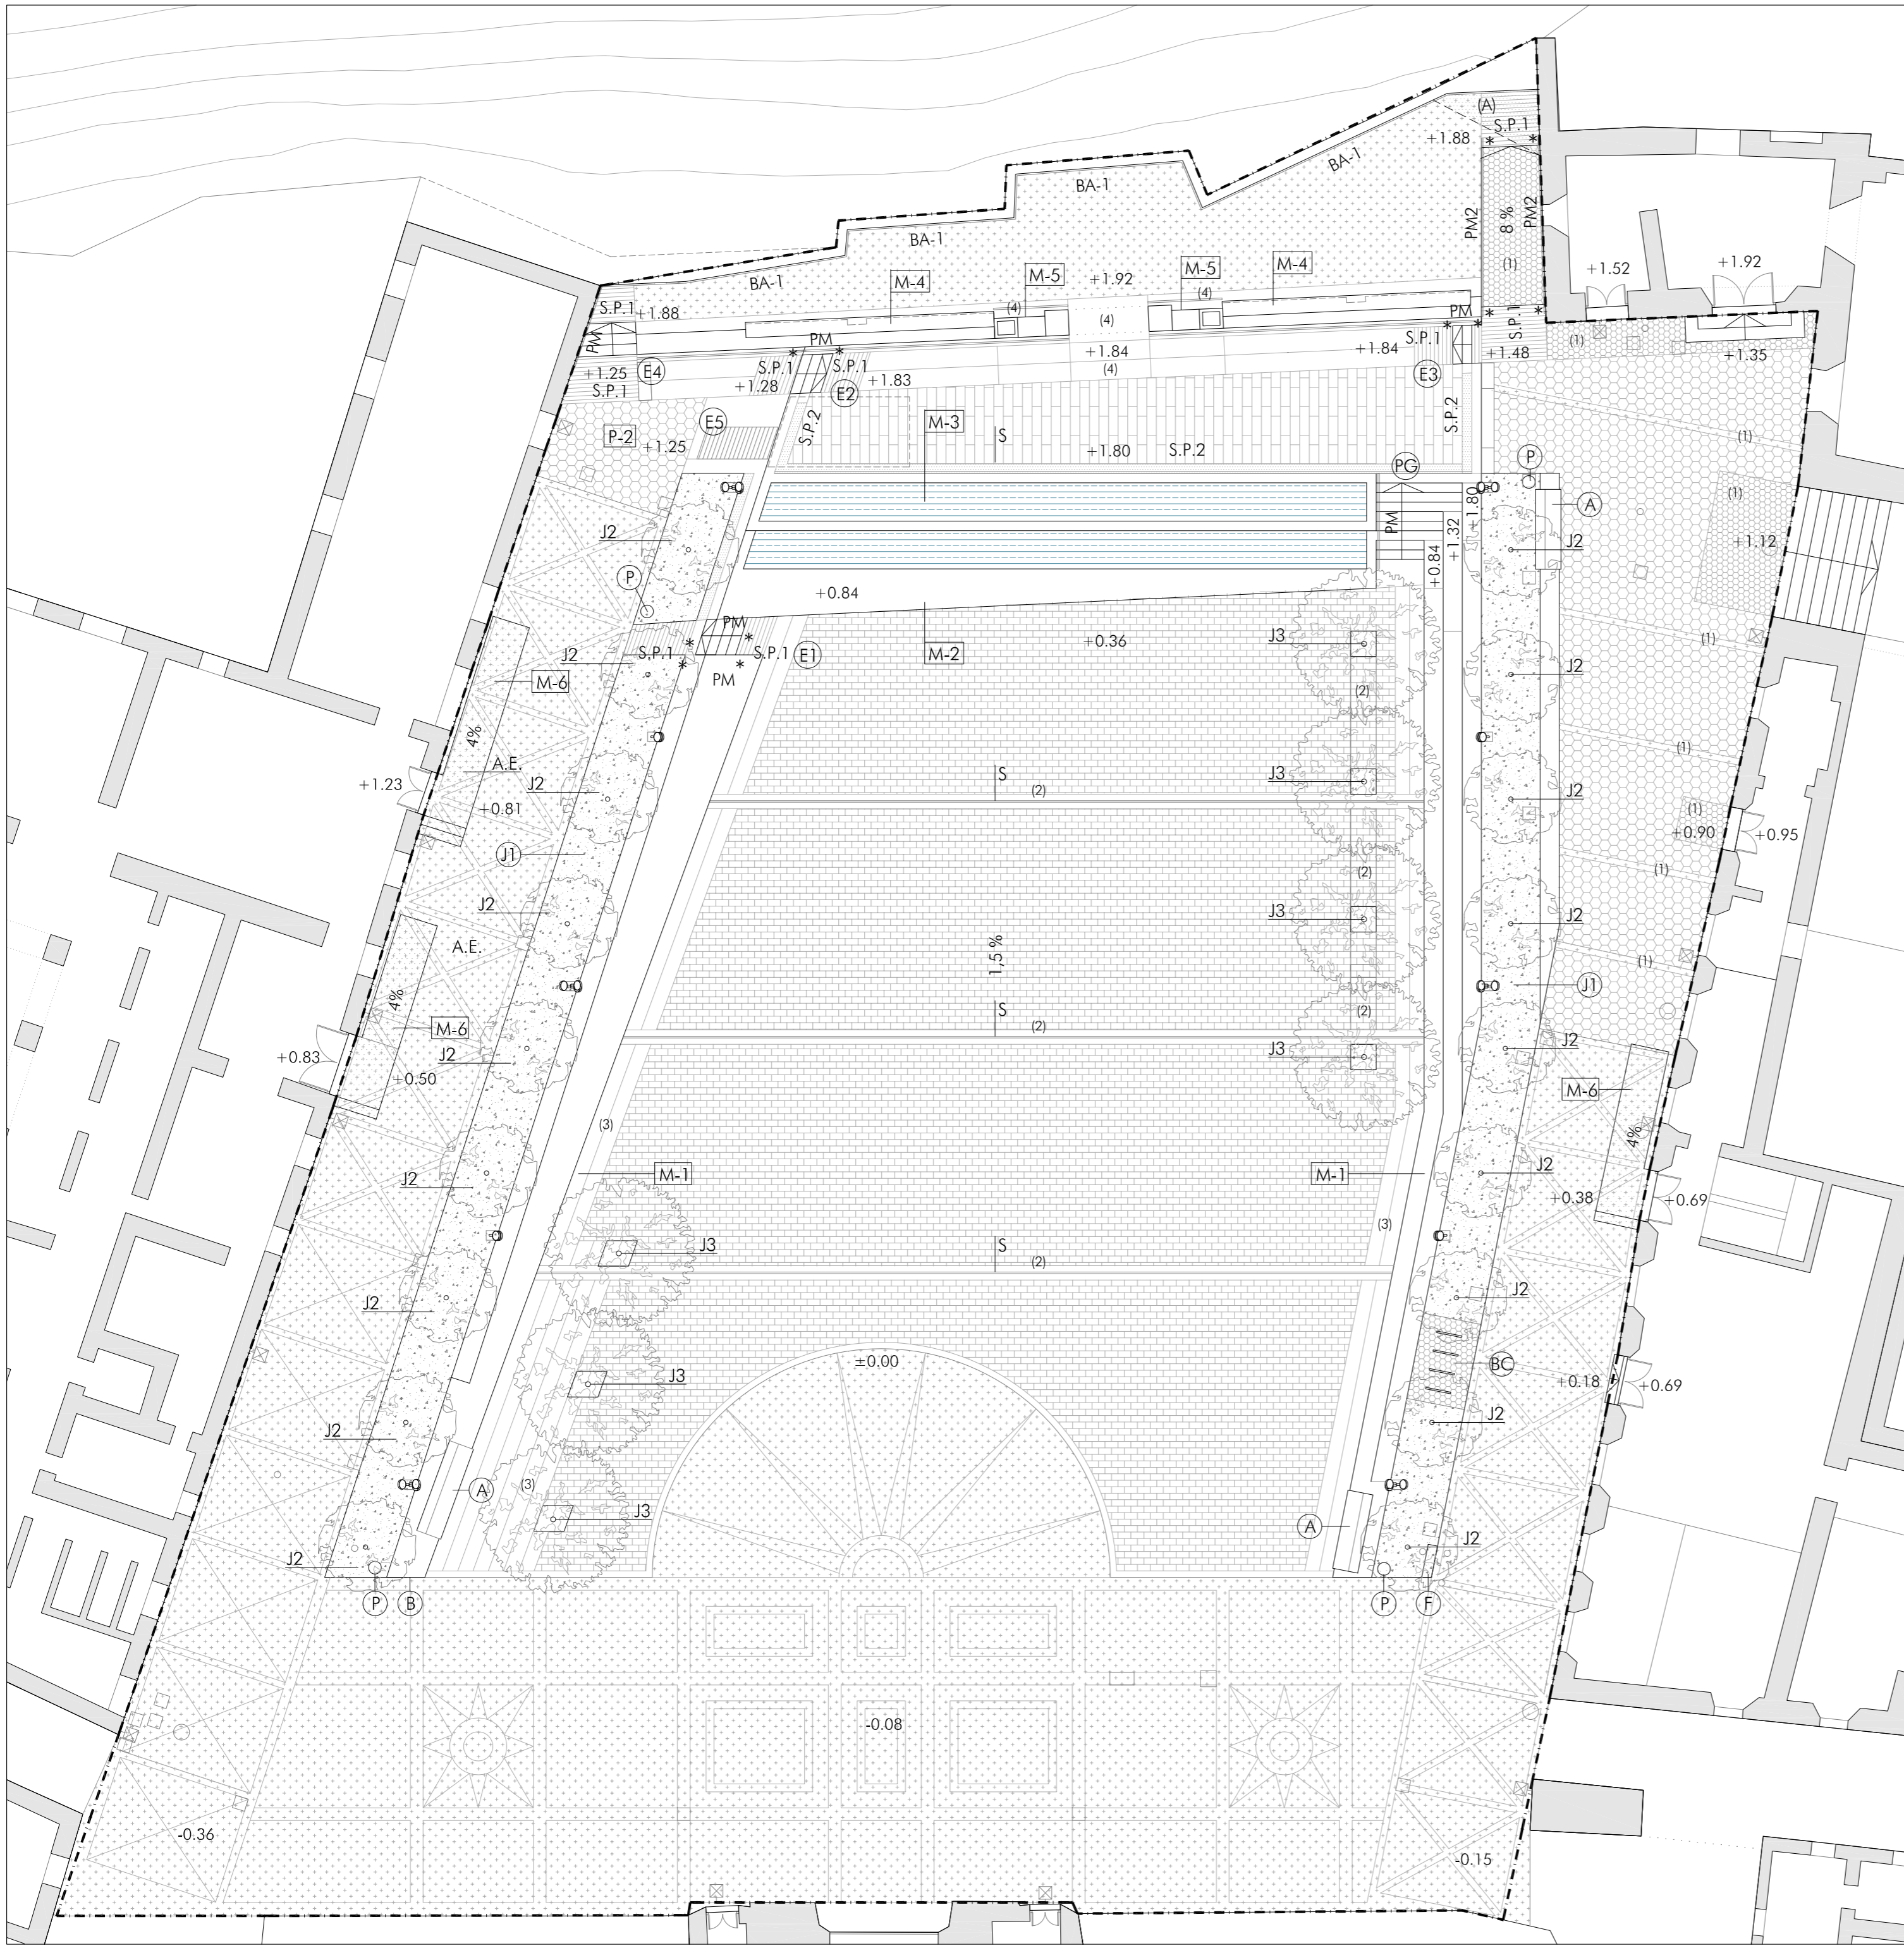 (A)
S.P.1
+1.88
BA-1
BA-1
BA-1
BA-1
PM2
8 %
PM2
(1)
+1.52
+1.92
M-4
M-5
+1.92
M-5
M-4
(4)
(4)
(4)
S.P.1
+1.88
PM
PM
PM
S.P.1
+1.84
(4)
+1.84
S.P.1
+1.48
(1)
+1.35
+1.25
S.P.1
E4
S.P.1
+1.28
S.P.1
E2
+1.83
E3
P-2
+1.25
E5
S.P.2
M-3
S
+1.80
S.P.2
S.P.2
PG
P
(1)
(1)
A
PM
+1.80
+1.32
+0.84
+1.12
J2
J2
P
+0.84
PM
S.P.1
S.P.1
E1
PM
M-2
+0.36
J3
(2)
(1)
J2
J2
M-6
4%
A.E.
+1.23
+0.81
J2
J3
S
(2)
(1)
J2
(1)
+0.90
+0.95
J1
(2)
(1)
J2
A.E.
J3
J2
1,5 %
(1)
4%
M-6
J2
S
(2)
(2)
J1
+0.83
+0.50
J3
J2
M-6
4%
(3)
M-1
M-1
J2
J2
+0.38
+0.69
(3)
J3
S
(2)
J2
J2
±0.00
BC
J3
+0.18
+0.69
J2
J2
(3)
A
J3
A
J2
J2
P
B
P
F
-0.08
-0.36
-0.15